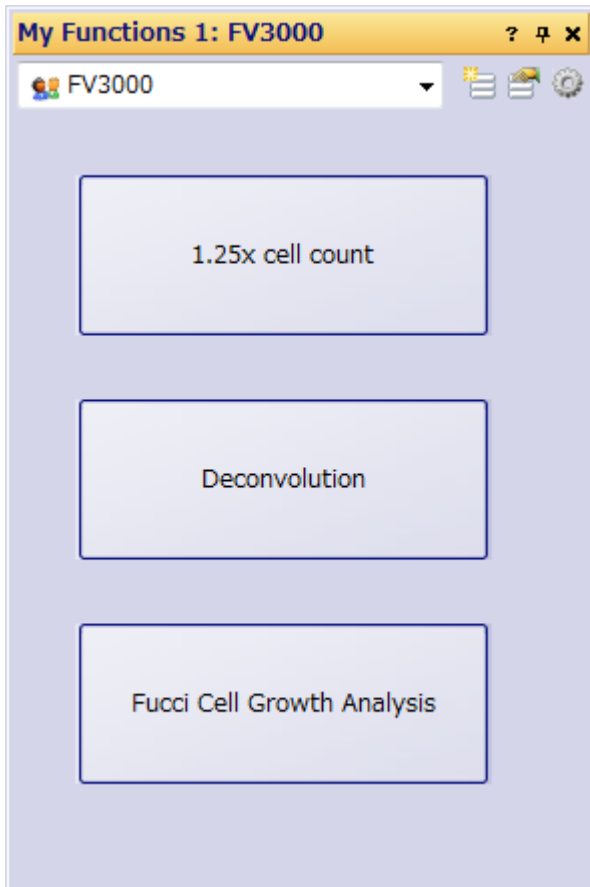 My Functions 1: FV3000 ?
FV3000
1.25x cell count
Deconvolution
Fucci Cell Growth Analysis